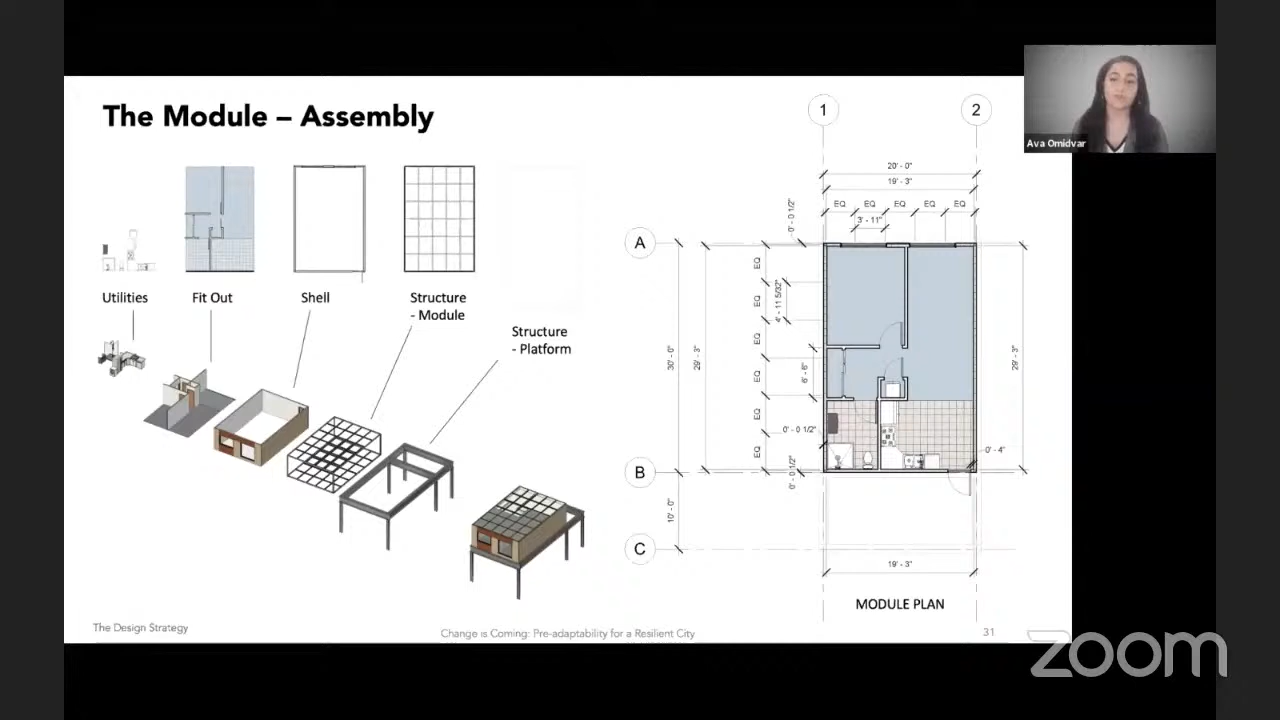 The Module – Assembly
Utilities
Fit Out
Shell
Structure
- Module
Structure
- Platform
1
2
20' - 0"
19' - 3"
EQ
EQ
EQ
EQ
EQ
3' - 11"
0' - 0 1/2"
A
B
C
30' - 0"
29' - 3"
10' - 0"
EQ
EQ
EQ
EQ
EQ
EQ
4' - 11 5/32"
6' - 6"
0' - 0 1/2"
0' - 0 1/2"
0' - 4"
29' - 3"
19' - 3"
MODULE PLAN
The Design Strategy
Change is Coming: Pre-adaptability for a Resilient City
31
Ava Omidvar
zoom